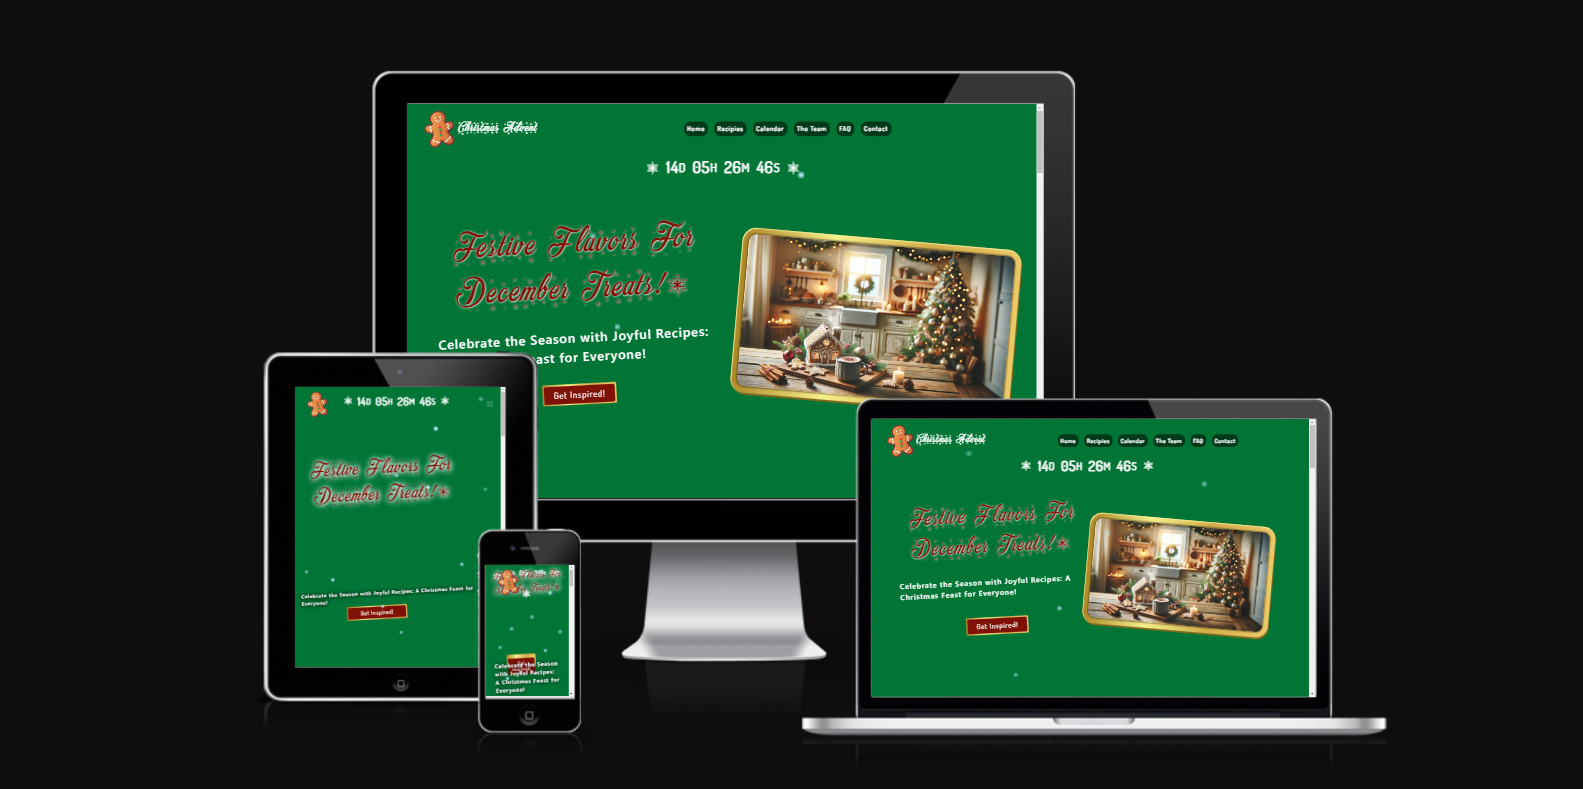 Christmas Advent
Home Recipies Calendar The Team FAQ Contact
14D 05H 26M 46S
Festive Flavors For
December Treats!
Celebrate the Season with Joyful Recipes:
east for Everyone!
Get Inspired!
14D 05H 26M 46S
Festive Flavors For
December Treats!
Celebrate the Season with Joyful Recipes: A Christmas Feast for
Everyone!
Get Inspired!
Celebrate the Season
with Joyful Recipes:
A Christmas Feast for
Everyone!
Christmas Advent
Home Recipies Calendar The Team FAQ Contact
14D 05H 26M 46S
Festive Flavors For
December Treats!
Celebrate the Season with Joyful Recipes: A
Christmas Feast for Everyone!
Get Inspired!